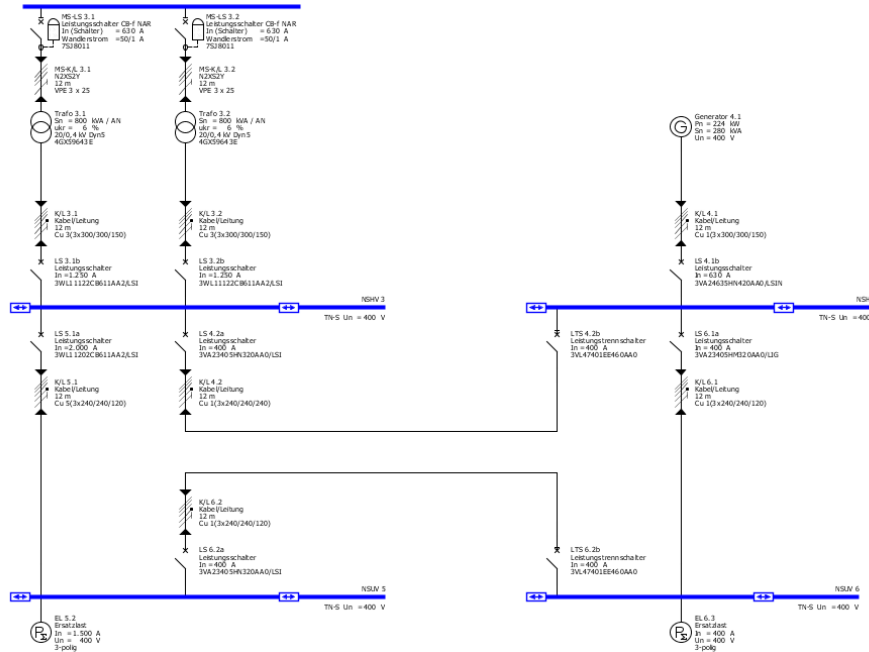 MS-LS 3.1
Leistungsschalter CB-f NAR
In (Schalter) = 630 A
Wandlerstrom =50/1 A
7SJ8011
MS-LS 3.2
Leistungsschalter CB-f NAR
In (Schalter) = 630 A
Wandlerstrom =50/1 A
7SJ8011
MS-K/L 3.1
N2XS2Y
12 m
VPE 3 x 25
MS-K/L 3.2
N2XS2Y
12 m
VPE 3 x 25
Trafo 3.1
Sn = 800 kVA / AN
ukr = 6 %
20/0,4 kV Dyn5
4GX59643E
Trafo 3.2
Sn = 800 kVA / AN
ukr = 6 %
20/0,4 kV Dyn5
4GX59643E
G
Generator 4.1
Pn = 224 kW
Sn = 280 kVA
Un = 400 V
K/L 3.1
Kabel/Leitung
12 m
Cu 3(3x300/300/150)
K/L 3.2
Kabel/Leitung
12 m
Cu 3(3x300/300/150)
K/L 4.1
Kabel/Leitung
12 m
Cu 1(3x300/300/150)
LS 3.1b
Leistungsschalter
In =1.250 A
3WL11122CB611AA2/LSI
LS 3.2b
Leistungsschalter
In =1.250 A
3WL11122CB611AA2/LSI
LS 4.1b
Leistungsschalter
In = 630 A
3VA24635HN420AA0/LSIN
NSHV 3
TN-S Un = 400 V
NSH
TN-S Un = 400
LS 5.1a
Leistungsschalter
In =2.000 A
3WL11202CB611AA2/LSI
LS 4.2a
Leistungsschalter
In = 400 A
3VA23405HN320AA0/LSI
LTS 4.2b
Leistungstrennschalter
In = 400 A
3VL47401EE460AA0
LS 6.1a
Leistungsschalter
In = 400 A
3VA23405HM320AA0/LIG
K/L 5.1
Kabel/Leitung
12 m
Cu 5(3x240/240/120)
K/L 4.2
Kabel/Leitung
12 m
Cu 1(3x240/240/240)
K/L 6.1
Kabel/Leitung
12 m
Cu 1(3x240/240/120)
K/L 6.2
Kabel/Leitung
12 m
Cu 1(3x240/240/120)
LS 6.2a
Leistungsschalter
In = 400 A
3VA23405HN320AA0/LSI
LTS 6.2b
Leistungstrennschalter
In = 400 A
3VL47401EE460AA0
NSUV 5
TN-S Un = 400 V
NSUV 6
TN-S Un = 400 V
EL 5.2
Ersatzlast
In = 1.500 A
Un = 400 V
3-polig
EL 6.3
Ersatzlast
In = 400 A
Un = 400 V
3-polig